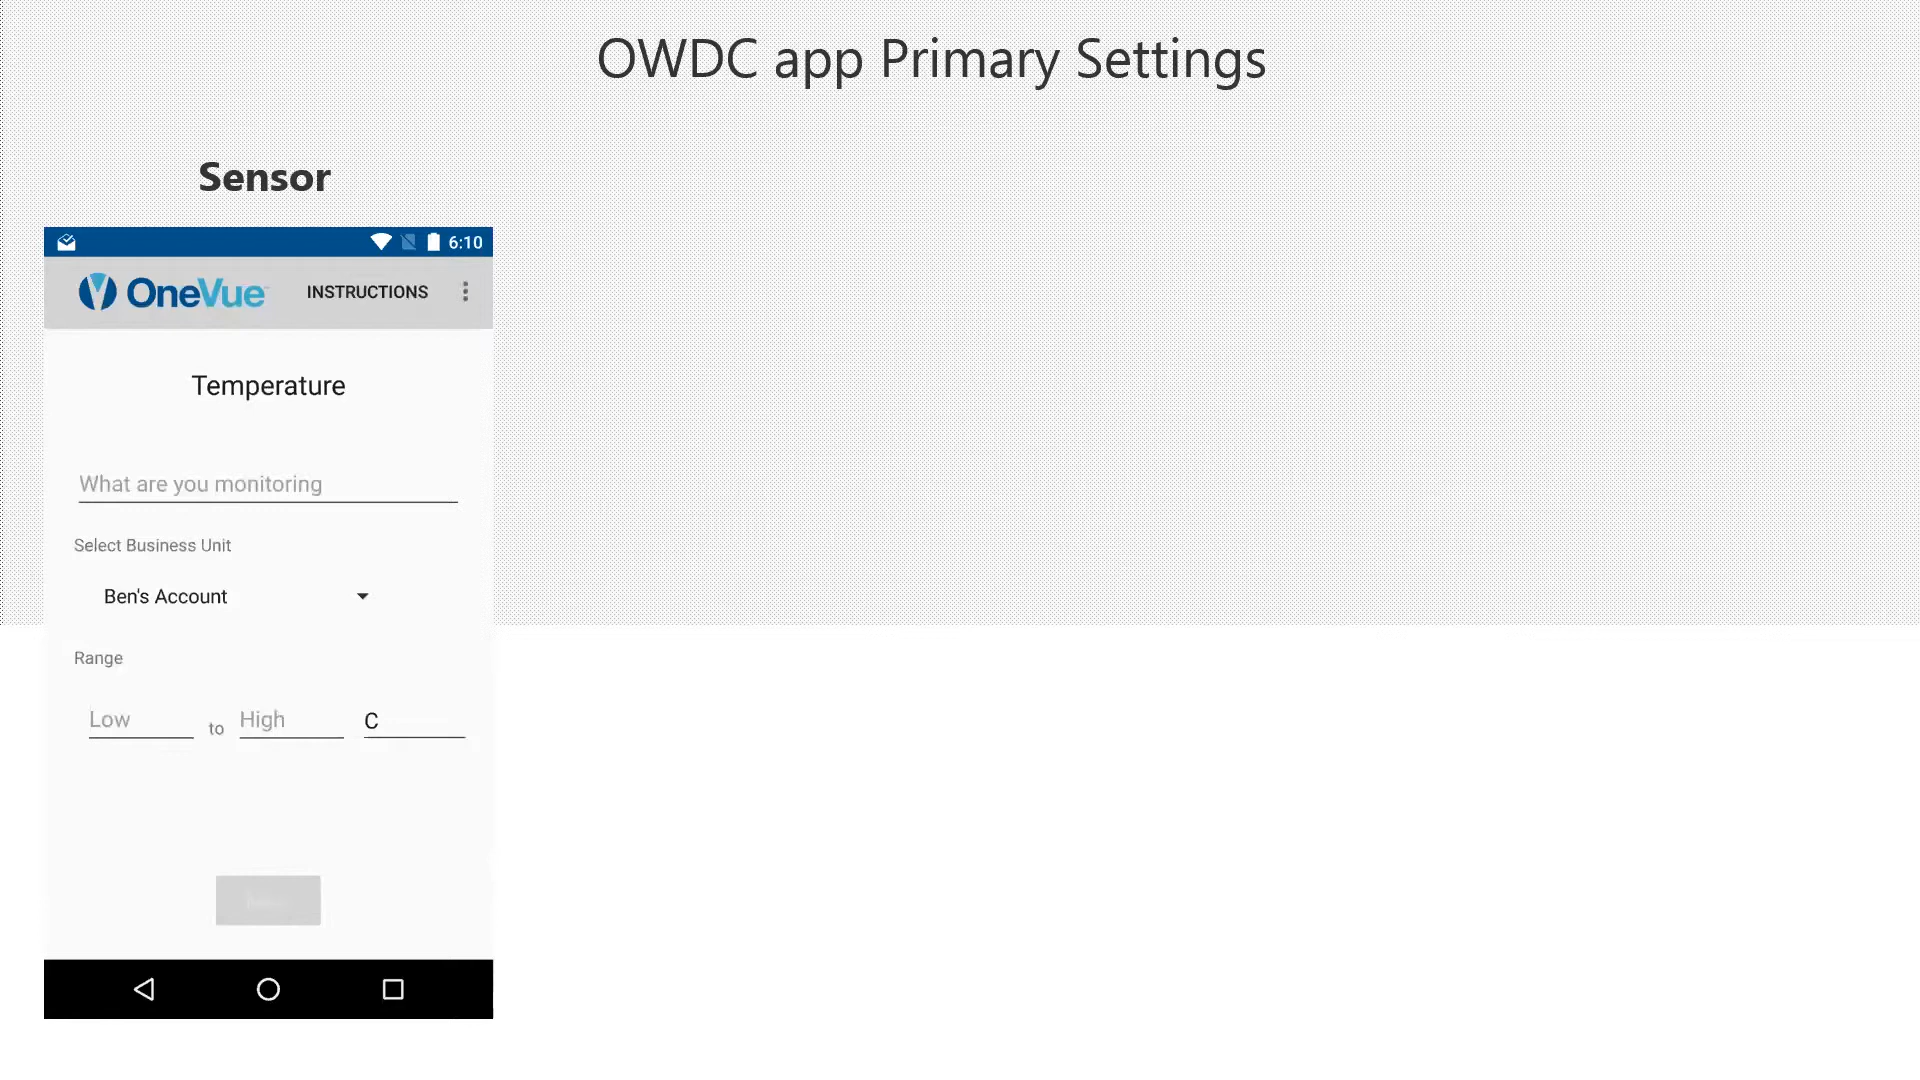 OWDC app Primary Settings
Sensor
6:10
OneVue INSTRUCTIONS
Temperature
What are you monitoring
Select Business Unit
Ben's Account
Range
Low to High C